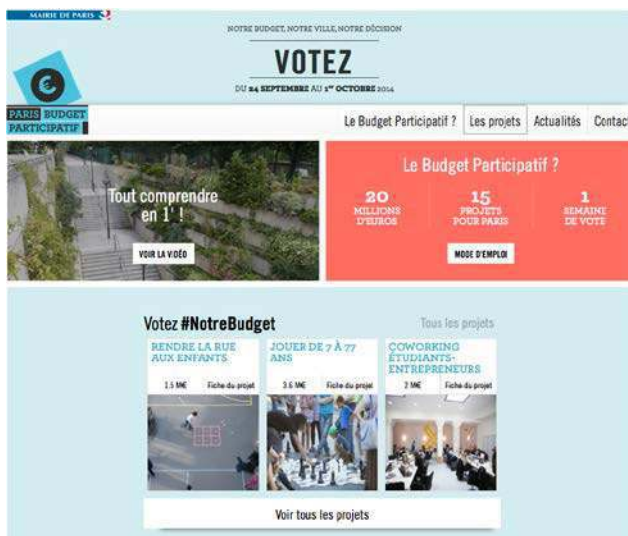 MAIRIE DE PARIS
NOTRE BUDGET, NOTRE VILLE, NOTRE DÉCISION
VOTEZ
DU 24 SEPTEMBRE AU 1er OCTOBRE 2014
PARIS BUDGET
PARTICIPATIF
Le Budget Participatif ? Les projets Actualités Contact
Tout comprendre
en 1' !
VOIR LA VIDÉO
Le Budget Participatif ?
20 15 1
MILLIONS PROJETS SEMAINE
D'EUROS POUR PARIS DE VOTE
MODE D'EMPLOI
Votez #NotreBudget Tous les projets
RENDRE LA RUE JOUER DE 7 À 77 COWORKING
AUX ENFANTS ANS ÉTUDIANTS-
ENTREPRENEURS
1.5 M€ Fiche du projet 3.6 M€ Fiche du projet 2 M€ Fiche du projet
Voir tous les projets